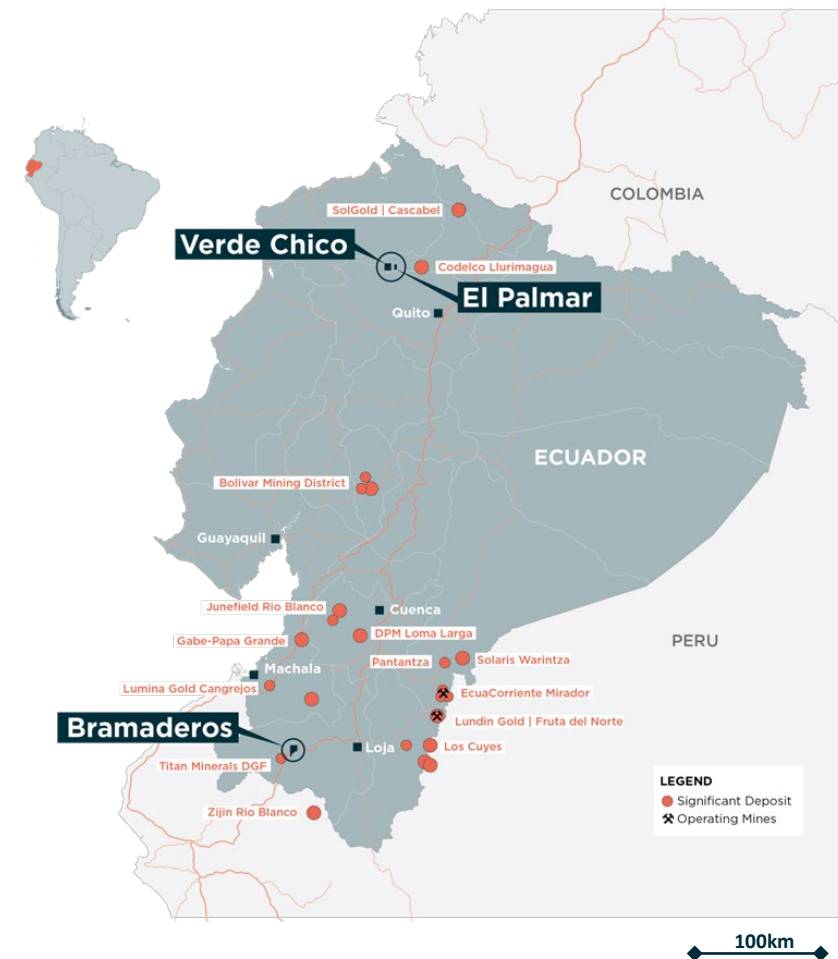 COLOMBIA
SolGold | Cascabel
Verde Chico
Codelco Llurimagua
El Palmar
Quito
ECUADOR
Bolivar Mining District
Guayaquil
Junefield Rio Blanco
Cuenca
DPM Loma Larga
Gabe-Papa Grande
PERU
Pantantza
Solaris Warintza
Machala
Lumina Gold Cangrejos
EcuaCorriente Mirador
Lundin Gold | Fruta del Norte
Bramaderos
Loja
Los Cuyes
Titan Minerals DGF
Zijin Rio Blanco
LEGEND
Significant Deposit
Operating Mines
100km